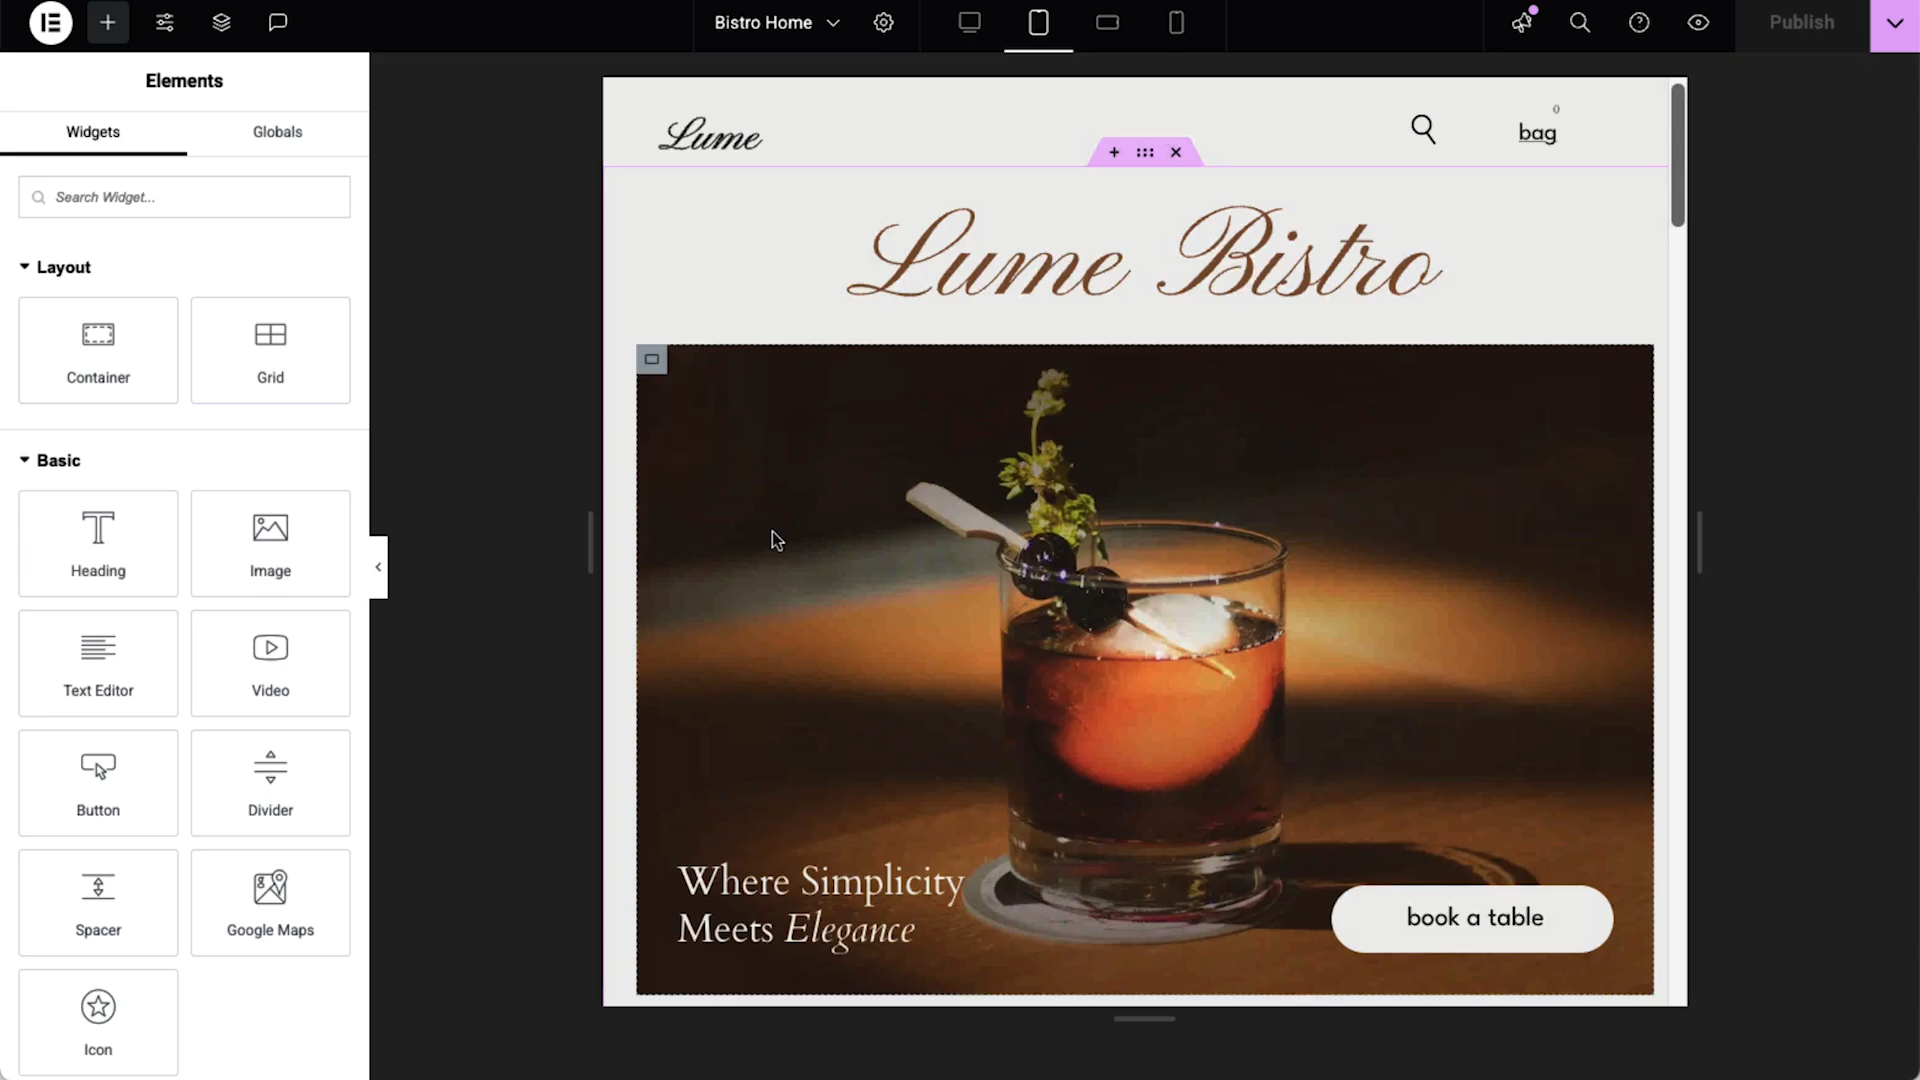 Bistro Home
Publish
Elements
Widgets
Globals
Search Widget...
Layout
Container
Grid
Basic
Heading
Image
Text Editor
Video
Button
Divider
Spacer
Google Maps
Icon
Lume
0
bag
Lume Bistro
Where Simplicity
Meets Elegance
book a table